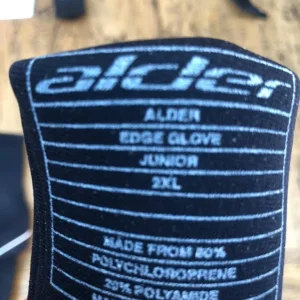 alder
ALDER
EDGE GLOVE
JUNIOR
2XL
MADE FROM 80%
POLYCHLOROPRENE
20% POLYAMIDE